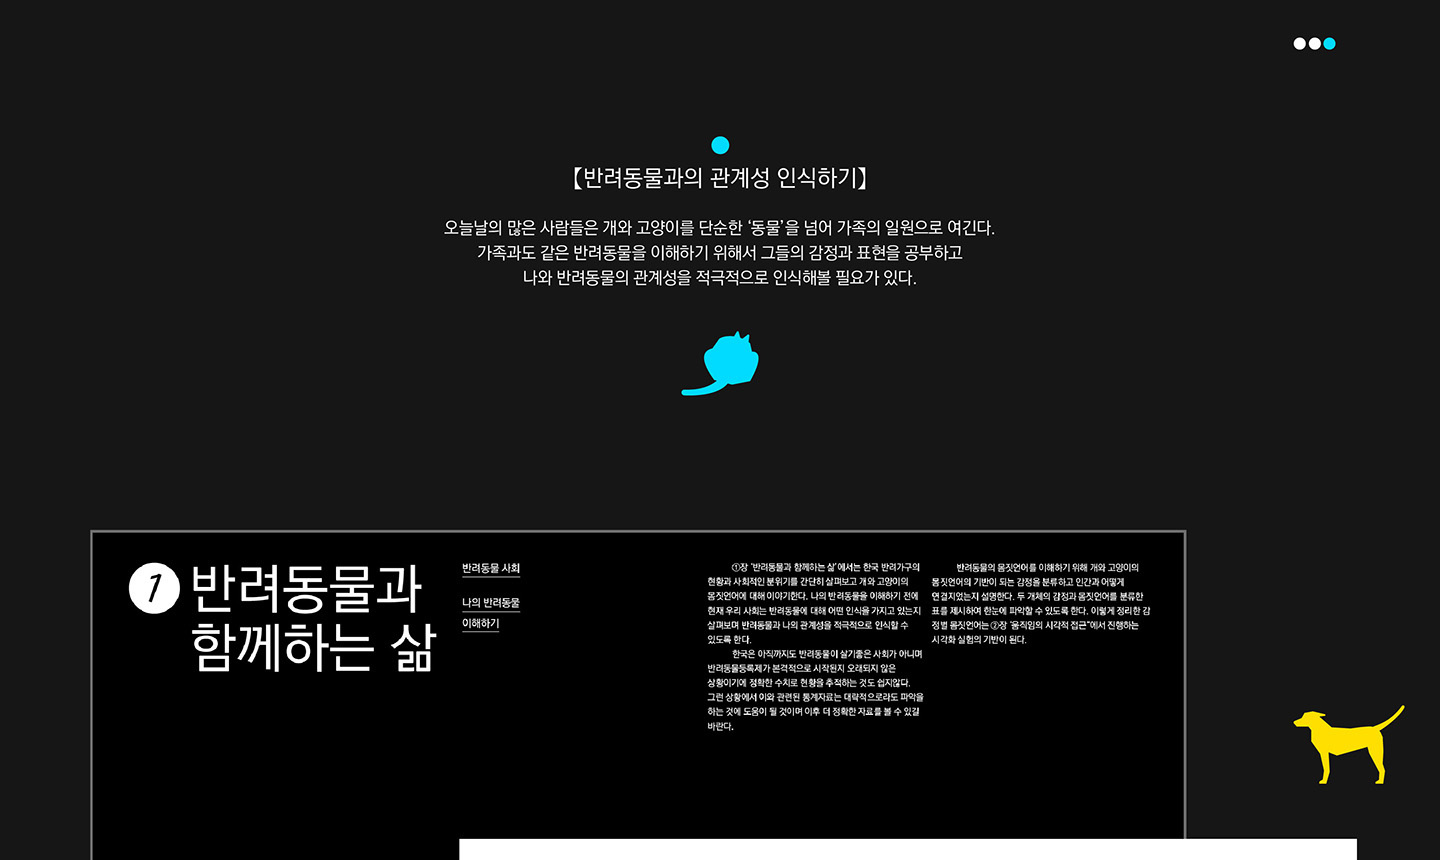 【반려동물과의 관계성 인식하기】
오늘날의 많은 사람들은 개와 고양이를 단순한 ‘동물’을 넘어 가족의 일원으로 여긴다.
가족과도 같은 반려동물을 이해하기 위해서 그들의 감정과 표현을 공부하고
나와 반려동물의 관계성을 적극적으로 인식해볼 필요가 있다.
1 반려동물과
함께하는 삶
반려동물 사회
나의 반려동물
이해하기
①장 ‘반려동물과 함께하는 삶’에서는 한국 반려가구의
현황과 사회적인 분위기를 간단히 살펴보고 개와 고양이의
몸짓언어에 대해 이야기한다. 나의 반려동물을 이해하기 전에
현재 우리 사회는 반려동물에 대해 어떤 인식을 가지고 있는지
살펴보며 반려동물과 나의 관계성을 적극적으로 인식할 수
있도록 한다.
한국은 아직까지도 반려동물이 살기좋은 사회가 아니며
반려동물등록제가 본격적으로 시작된지 오래되지 않은
상황이기에 정확한 수치로 현황을 추적하는 것도 쉽지않다.
그런 상황에서 이와 관련된 통계자료는 대략적으로라도 파악을
하는 것에 도움이 될 것이며 이후 더 정확한 자료를 볼 수 있길
바란다.
반려동물의 몸짓언어를 이해하기 위해 개와 고양이의
몸짓언어의 기반이 되는 감정을 분류하고 인간과 어떻게
연결지었는지 설명한다. 두 개체의 감정과 몸짓언어를 분류한
표를 제시하여 한눈에 파악할 수 있도록 한다. 이렇게 정리한 감
정별 몸짓언어는 ②장 ‘움직임의 시각적 접근’에서 진행하는
시각화 실험의 기반이 된다.